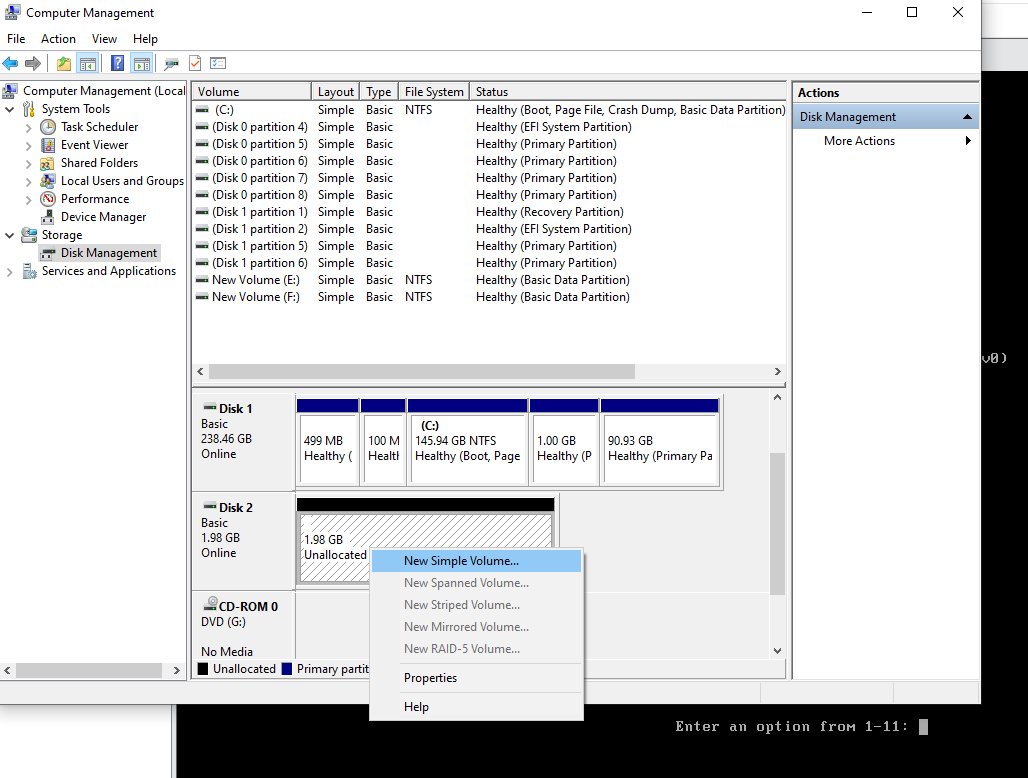 Computer Management
File Action View Help
Computer Management (Local
System Tools
Task Scheduler
Event Viewer
Shared Folders
Local Users and Groups
Performance
Device Manager
Storage
Disk Management
Services and Applications
Volume Layout Type File System Status
(C:) Simple Basic NTFS Healthy (Boot, Page File, Crash Dump, Basic Data Partition)
(Disk 0 partition 4) Simple Basic Healthy (EFI System Partition)
(Disk 0 partition 5) Simple Basic Healthy (Primary Partition)
(Disk 0 partition 6) Simple Basic Healthy (Primary Partition)
(Disk 0 partition 7) Simple Basic Healthy (Primary Partition)
(Disk 0 partition 8) Simple Basic Healthy (Primary Partition)
(Disk 1 partition 1) Simple Basic Healthy (Recovery Partition)
(Disk 1 partition 2) Simple Basic Healthy (EFI System Partition)
(Disk 1 partition 5) Simple Basic Healthy (Primary Partition)
(Disk 1 partition 6) Simple Basic Healthy (Primary Partition)
New Volume (E:) Simple Basic NTFS Healthy (Basic Data Partition)
New Volume (F:) Simple Basic NTFS Healthy (Basic Data Partition)
Actions
Disk Management
More Actions
v0)
Disk 1
Basic
238.46 GB
Online
499 MB
Healthy (
100 M
Healt
(C:)
145.94 GB NTFS
Healthy (Boot, Page
1.00 GB
Healthy (P
90.93 GB
Healthy (Primary Pa
Disk 2
Basic
1.98 GB
Online
1.98 GB
Unallocated
CD-ROM 0
DVD (G:)
No Media
Unallocated Primary partit
New Simple Volume...
New Spanned Volume...
New Striped Volume...
New Mirrored Volume...
New RAID-5 Volume...
Properties
Help
Enter an option from 1-11: